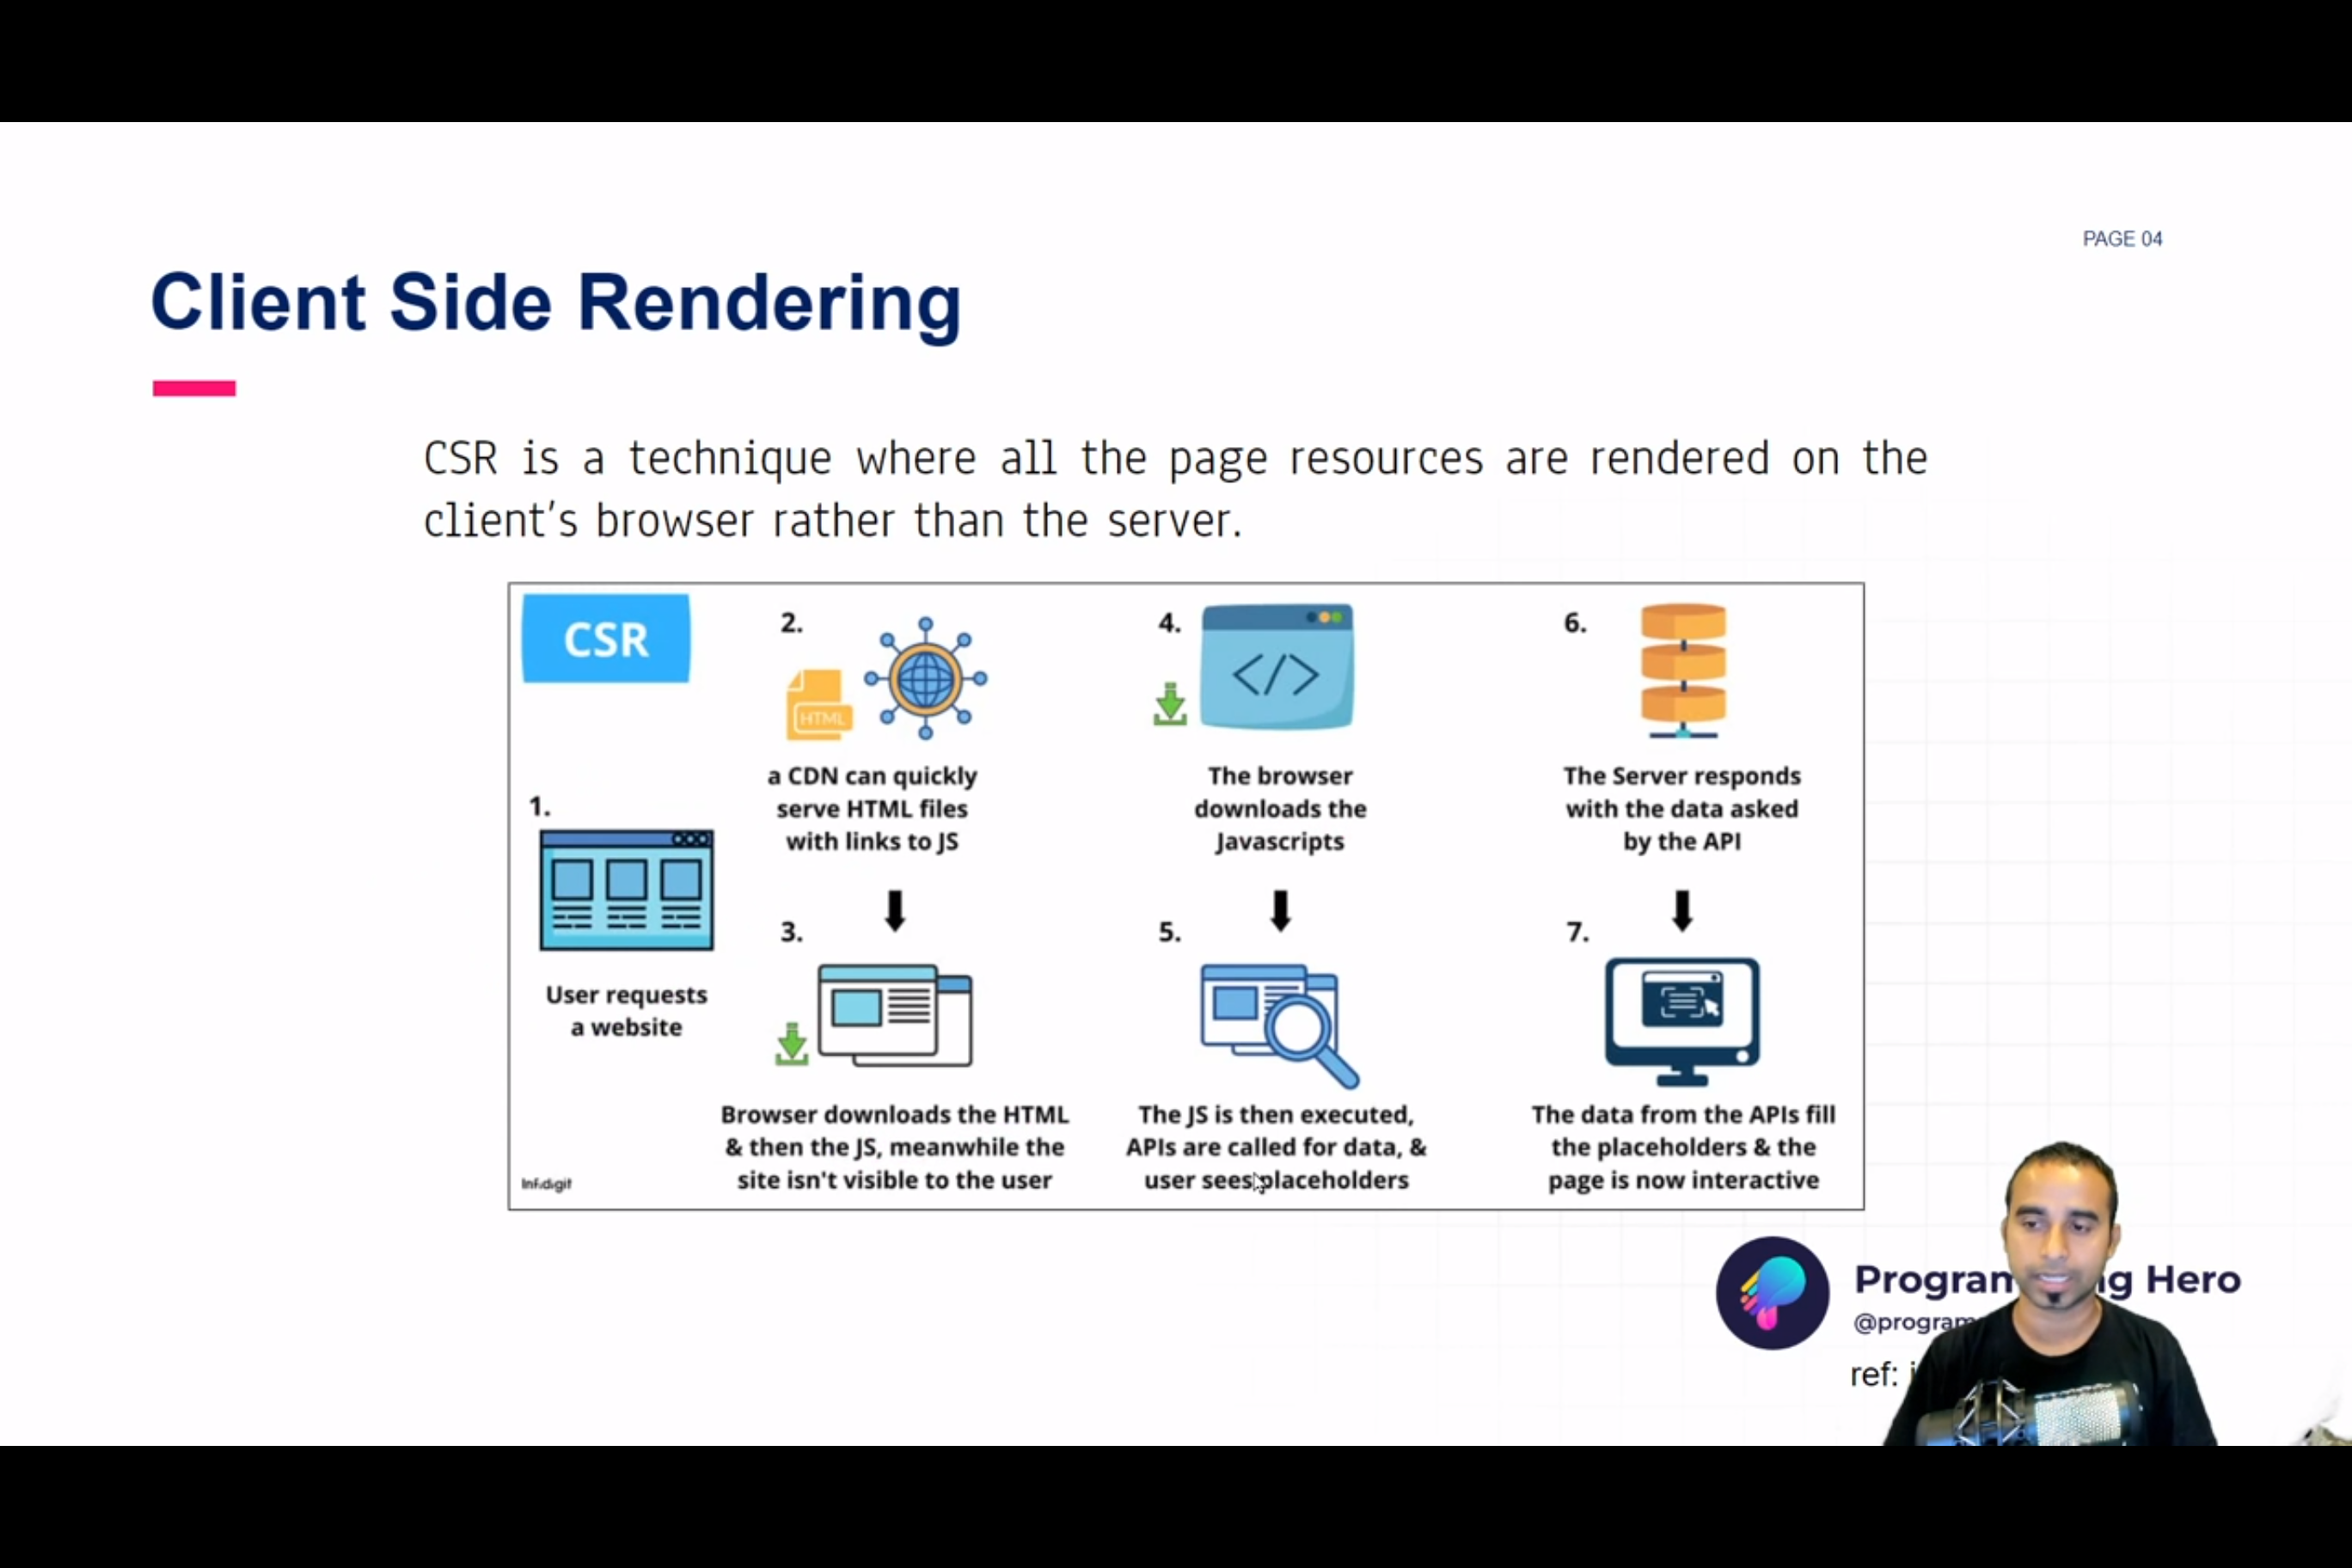 PAGE 04
Client Side Rendering
CSR is a technique where all the page resources are rendered on the
client's browser rather than the server.
CSR
1.
User requests
a website
2.
HTML
a CDN can quickly
serve HTML files
with links to JS
3.
Browser downloads the HTML
& then the JS, meanwhile the
site isn't visible to the user
4.
</>
The browser
downloads the
Javascripts
5.
The JS is then executed,
APIs are called for data, &
user sees placeholders
6.
The Server responds
with the data asked
by the API
7.
The data from the APIs fill
the placeholders & the
page is now interactive
Infidigit
Hero
ref: